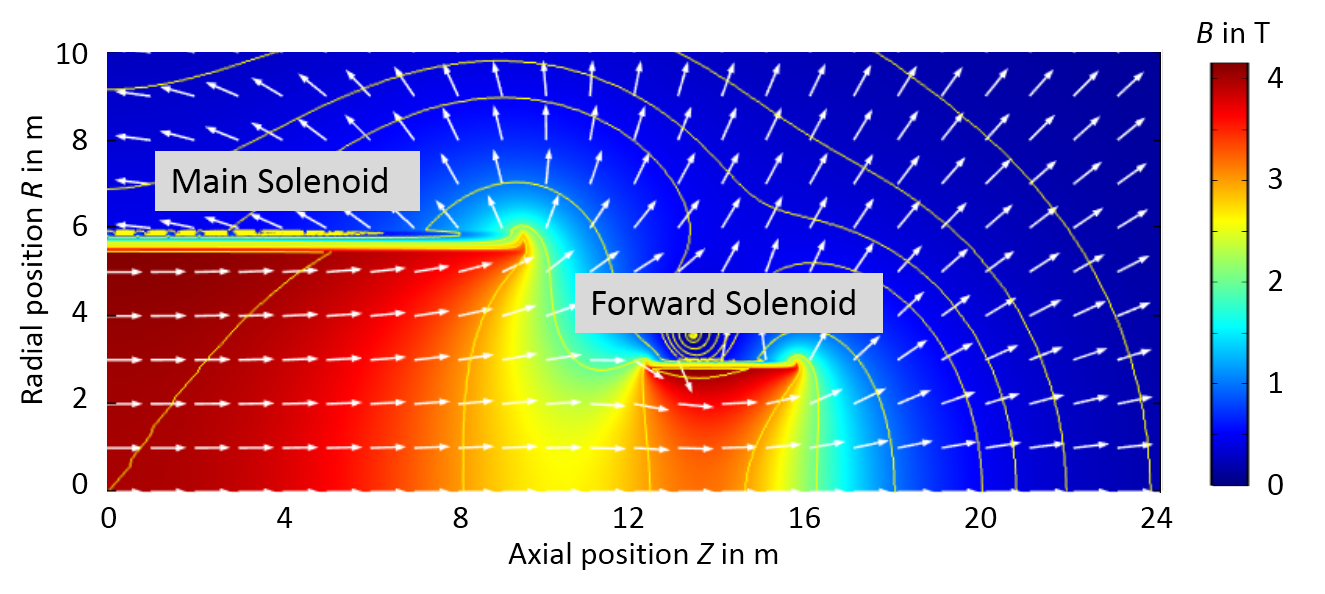 B in T
10
8
6
4
2
0
Radial position R in m
Main Solenoid
Forward Solenoid
4
3
2
1
0
0 4 8 12 16 20 24
Axial position Z in m